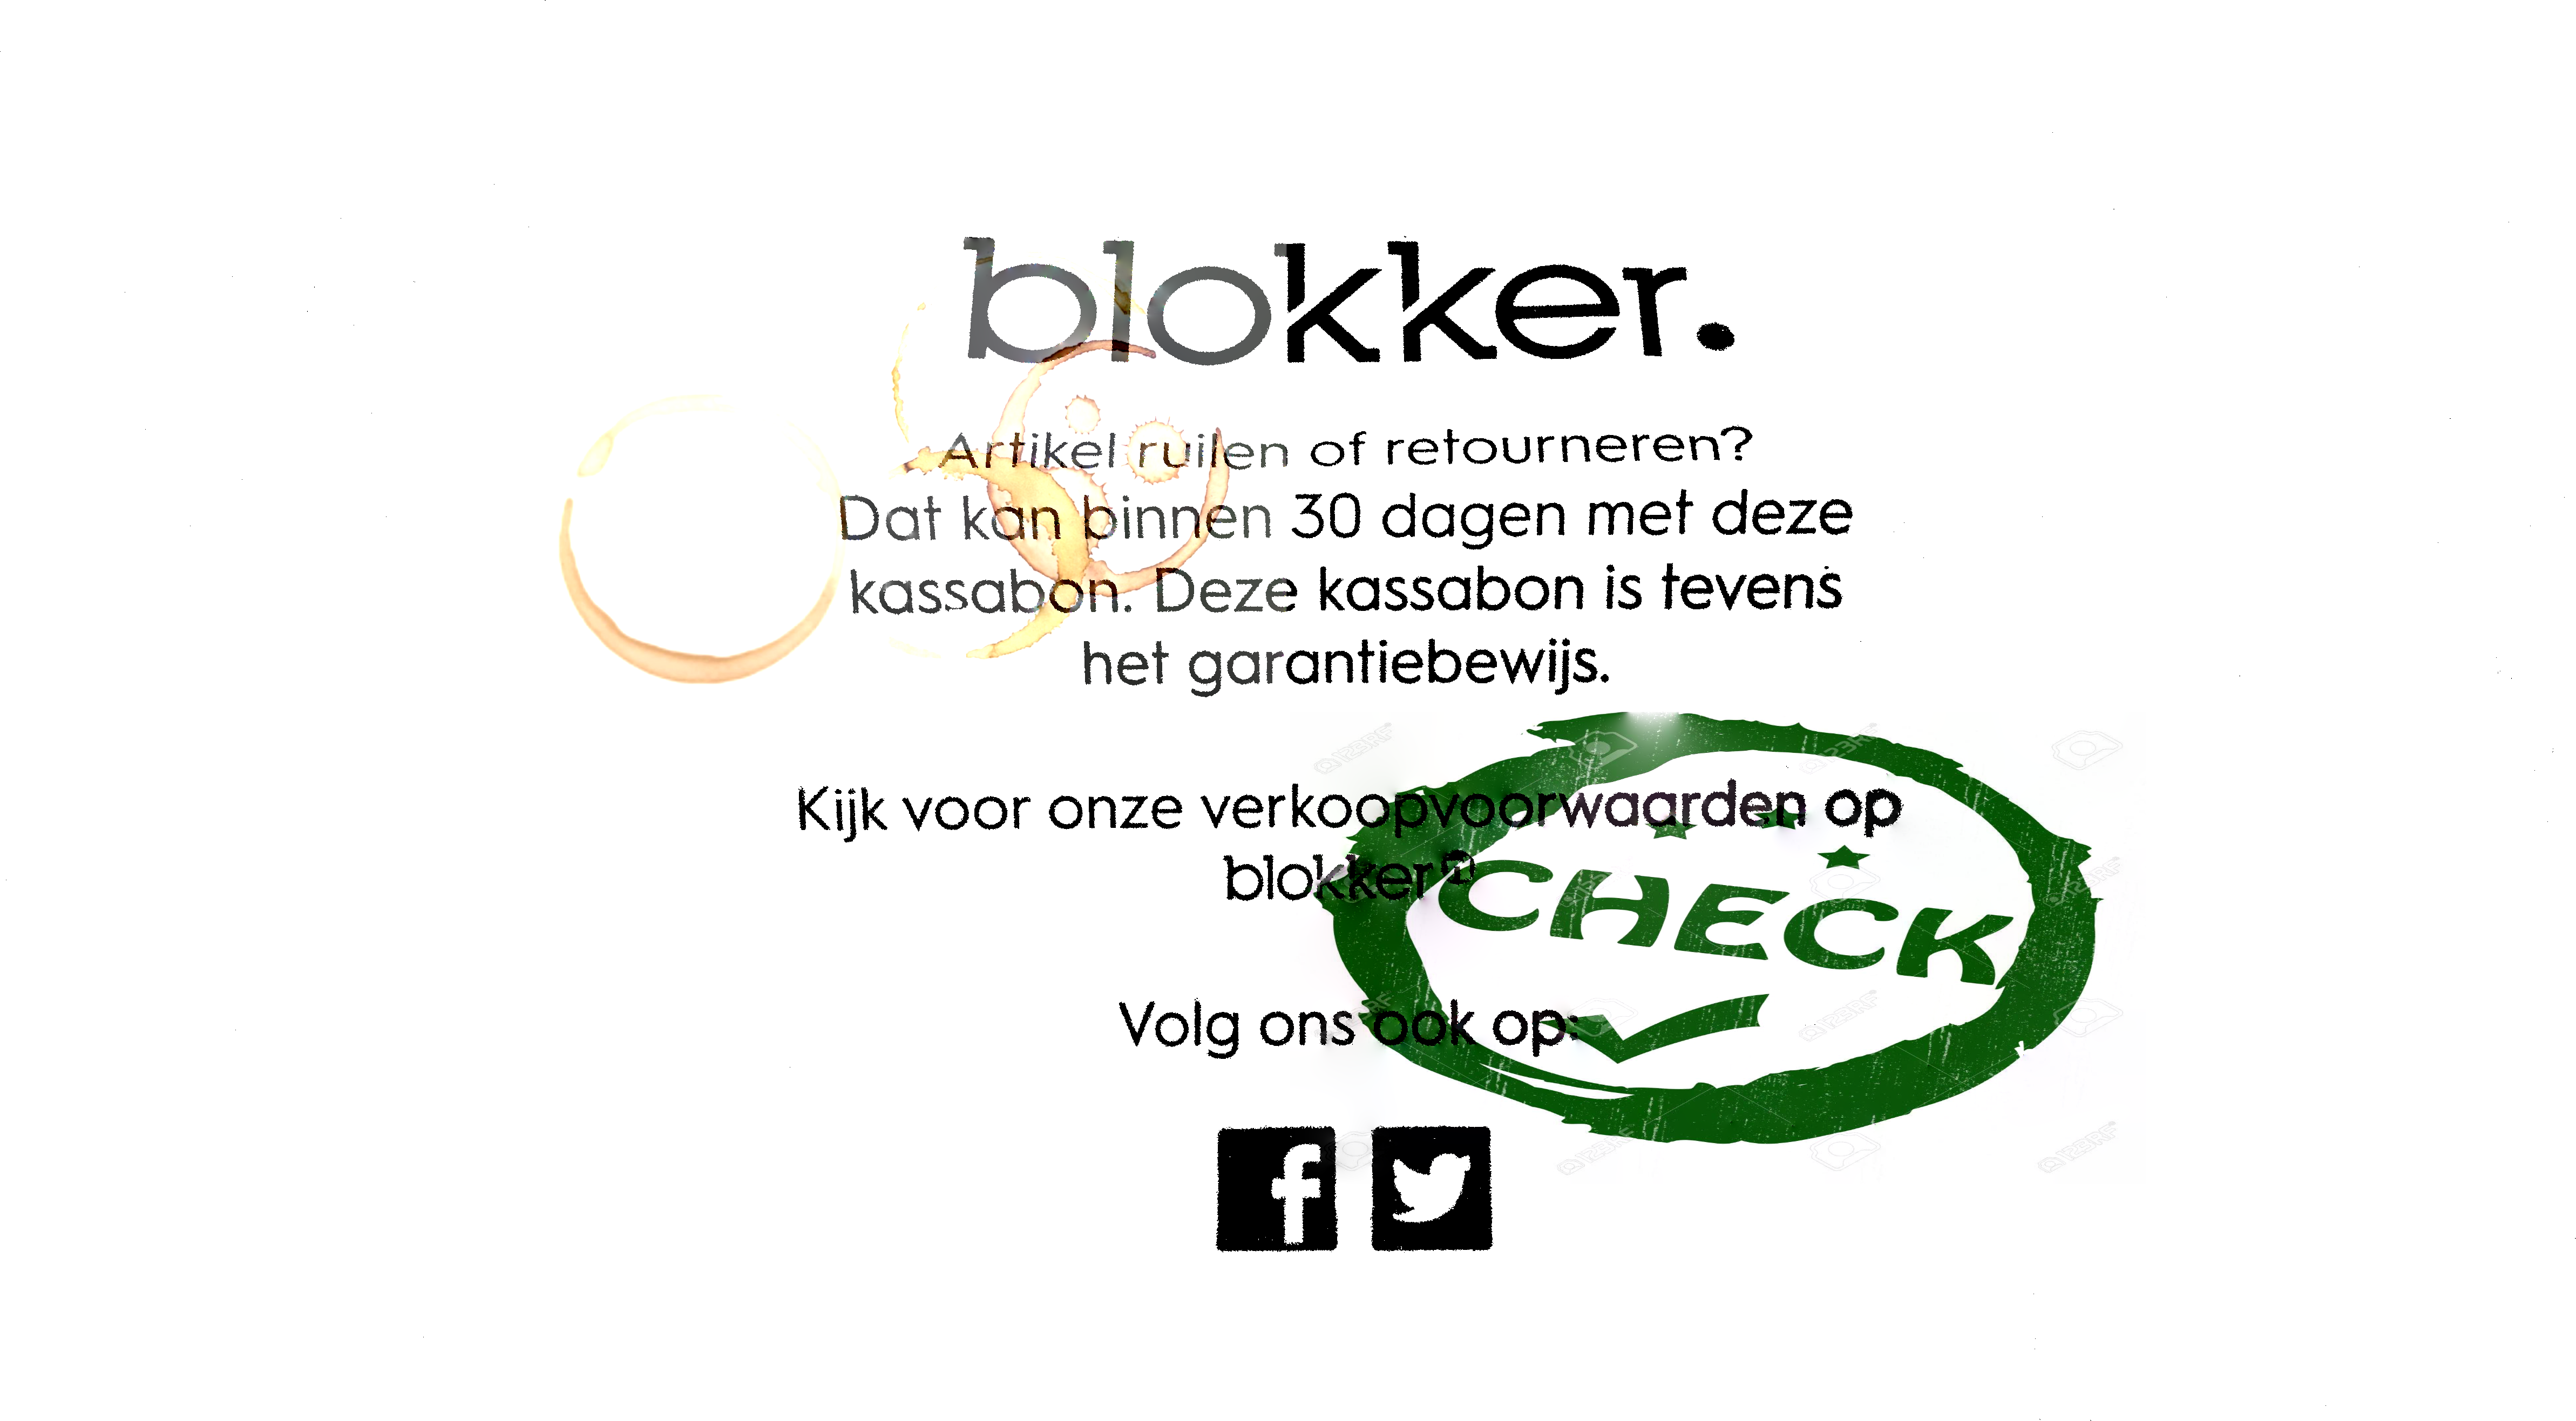 blokker.
Artikel ruilen of retourneren?
Dat kan binnen 30 dagen met deze
kassabon. Deze kassabon is tevens
het garantiebewijs.
Kijk voor onze verkoopvoorwaarden op
blokker
CHECK
Volg ons ook op: